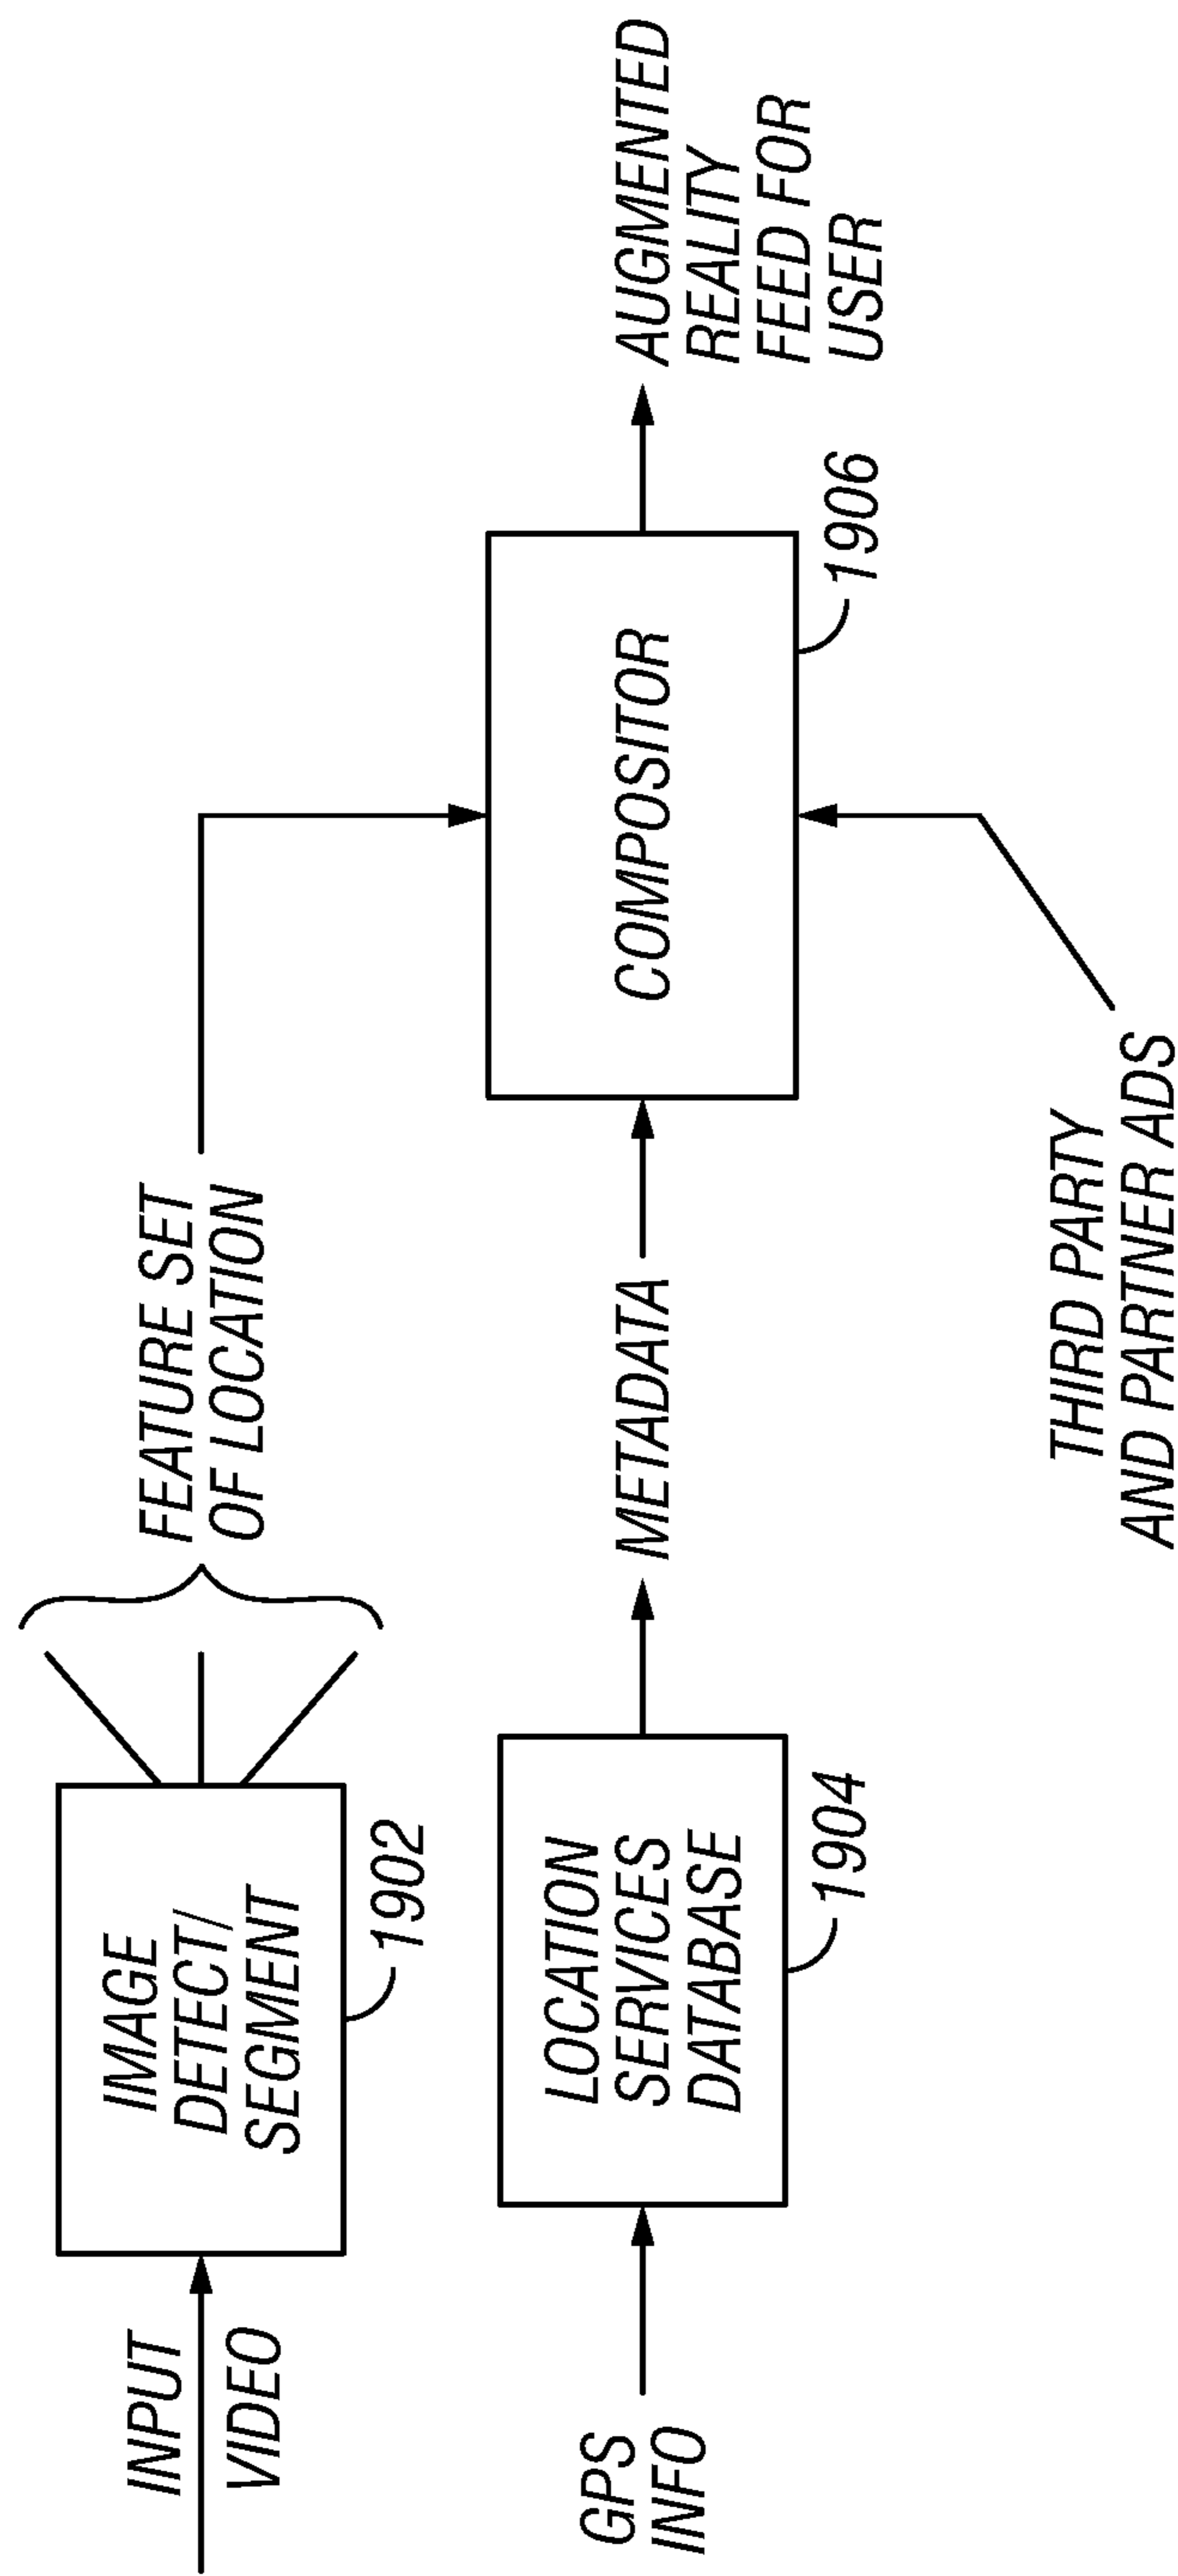 INPUT
VIDEO
IMAGE
DETECT/
SEGMENT
1902
FEATURE SET
OF LOCATION
GPS
INFO
LOCATION
SERVICES
DATABASE
1904
METADATA
COMPOSITOR
1906
THIRD PARTY
AND PARTNER ADS
AUGMENTED
REALITY
FEED FOR
USER